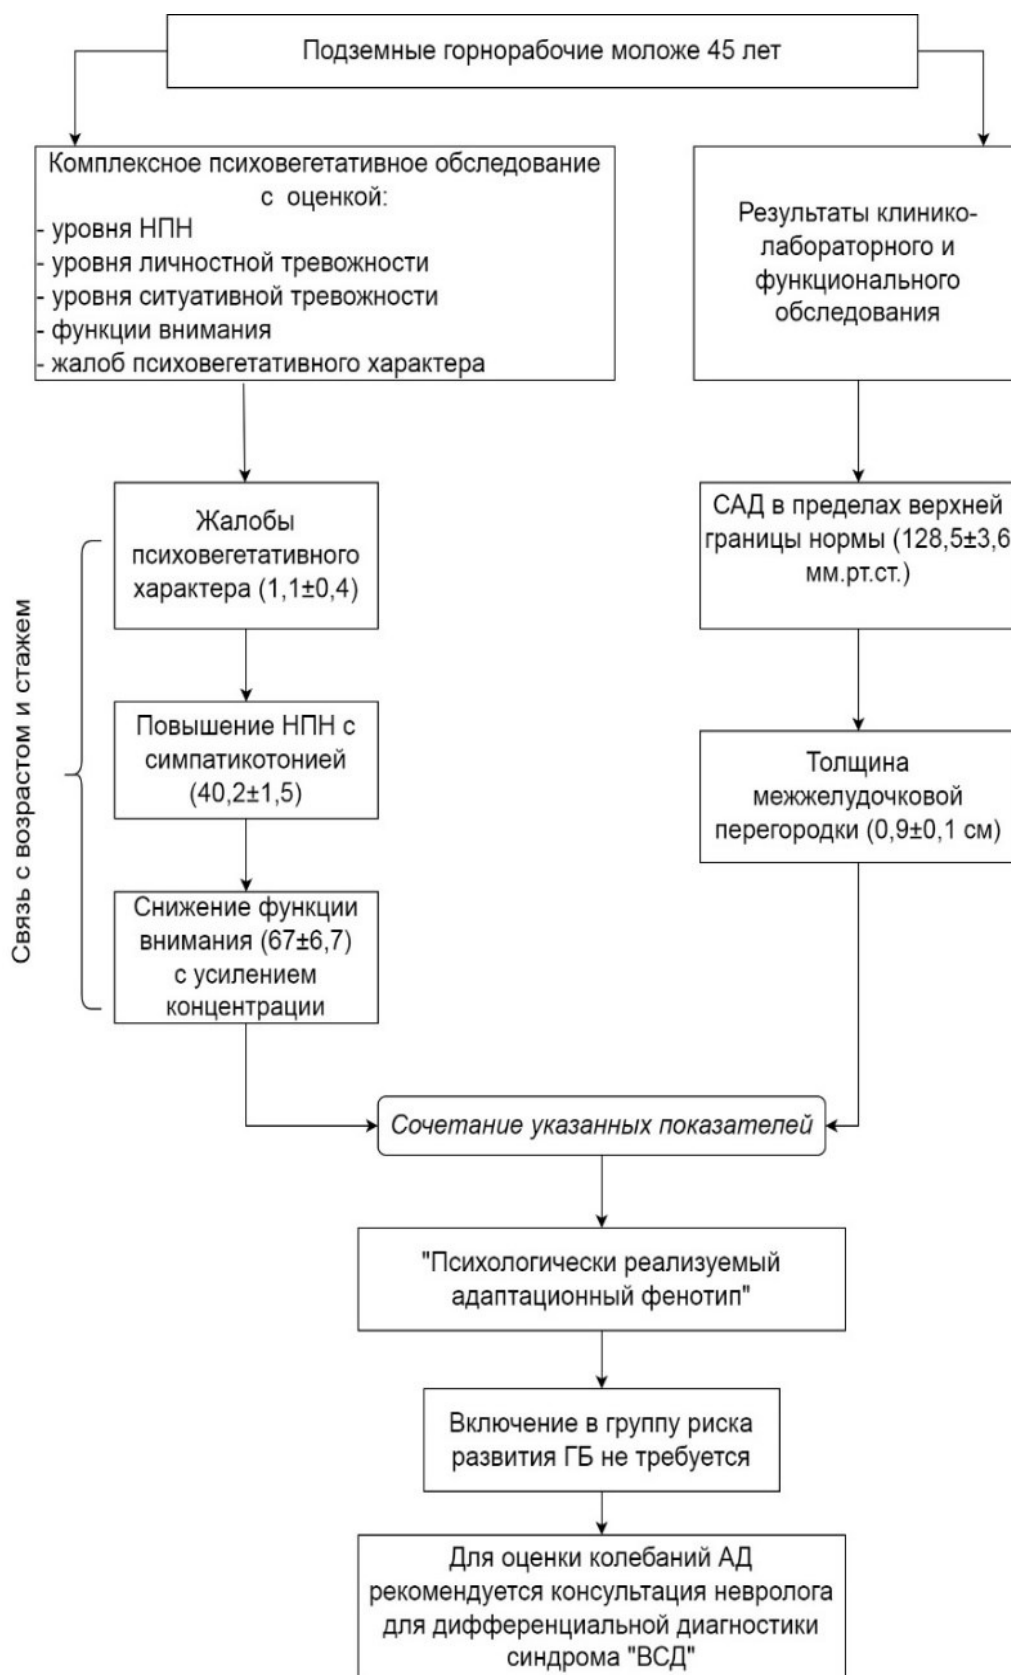 Подземные горнорабочие моложе 45 лет
Комплексное психовегетативное обследование
с оценкой:
- уровня НПН
- уровня личностной тревожности
- уровня ситуативной тревожности
- функции внимания
- жалоб психовегетативного характера
Результаты клинико-
лабораторного и
функционального
обследования
Связь с возрастом и стажем
Жалобы
психовегетативного
характера (1,1±0,4)
Повышение НПН с
симпатикотонией
(40,2±1,5)
Снижение функции
внимания (67±6,7)
с усилением
концентрации
САД в пределах верхней
границы нормы (128,5±3,6
мм.рт.ст.)
Толщина
межжелудочковой
перегородки (0,9±0,1 см)
Сочетание указанных показателей
"Психологически реализуемый
адаптационный фенотип"
Включение в группу риска
развития ГБ не требуется
Для оценки колебаний АД
рекомендуется консультация невролога
для дифференциальной диагностики
синдрома "ВСД"